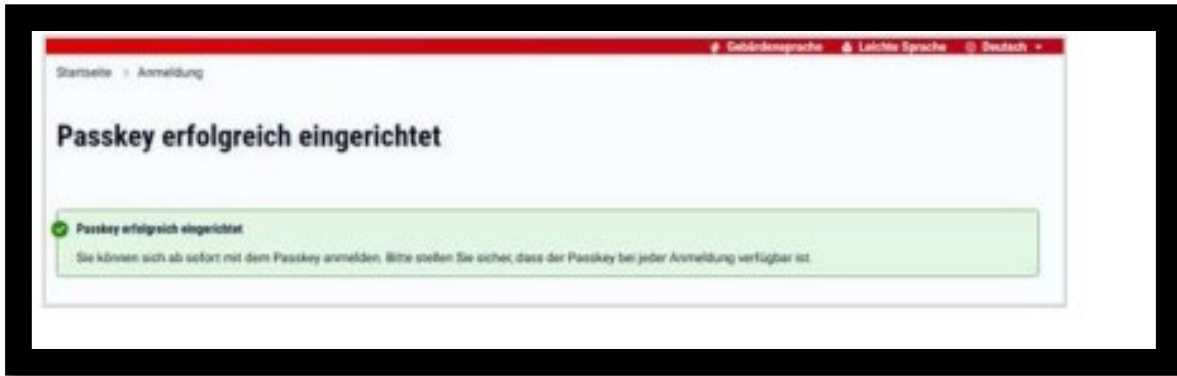 Gebärdensprache Leichte Sprache Deutsch
Startseite Anmeldung
Passkey erfolgreich eingerichtet
Passkey erfolgreich eingerichtet
Sie können sich ab sofort mit dem Passkey anmelden. Bitte stellen Sie sicher, dass der Passkey bei jeder Anmeldung verfügbar ist.